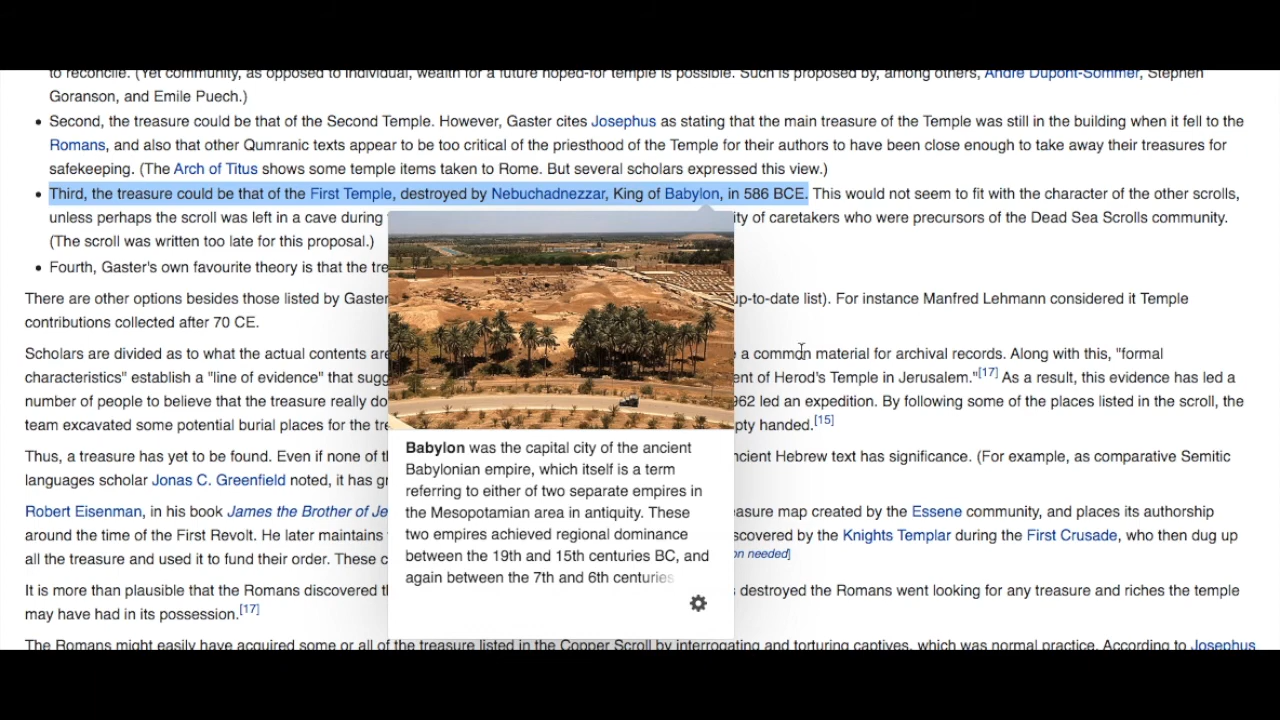 to reconcile. (Yet community, as opposed to individual, wealth for a future hoped-for temple is possible. Such is proposed by, among others, André Dupont-Sommer, Stephen
Goranson, and Emile Puech.)
Second, the treasure could be that of the Second Temple. However, Gaster cites Josephus as stating that the main treasure of the Temple was still in the building when it fell to the
Romans, and also that other Qumranic texts appear to be too critical of the priesthood of the Temple for their authors to have been close enough to take away their treasures for
safekeeping. (The Arch of Titus shows some temple items taken to Rome. But several scholars expressed this view.)
Third, the treasure could be that of the First Temple, destroyed by Nebuchadnezzar, King of Babylon, in 586 BCE. This would not seem to fit with the character of the other scrolls,
unless perhaps the scroll was left in a cave during ity of caretakers who were precursors of the Dead Sea Scrolls community.
(The scroll was written too late for this proposal.)
Fourth, Gaster's own favourite theory is that the tre
There are other options besides those listed by Gaster up-to-date list). For instance Manfred Lehmann considered it Temple
contributions collected after 70 CE.
Scholars are divided as to what the actual contents are a common material for archival records. Along with this, "formal
characteristics" establish a "line of evidence" that sugg ent of Herod's Temple in Jerusalem."[17] As a result, this evidence has led a
number of people to believe that the treasure really do 962 led an expedition. By following some of the places listed in the scroll, the
team excavated some potential burial places for the tre pty handed.[15]
Thus, a treasure has yet to be found. Even if none of t ncient Hebrew text has significance. (For example, as comparative Semitic
languages scholar Jonas C. Greenfield noted, it has gr
Robert Eisenman, in his book James the Brother of Je easure map created by the Essene community, and places its authorship
around the time of the First Revolt. He later maintains scovered by the Knights Templar during the First Crusade, who then dug up
all the treasure and used it to fund their order. These c on needed]
It is more than plausible that the Romans discovered t s destroyed the Romans went looking for any treasure and riches the temple
may have had in its possession.[17]
The Romans might easily have acquired some or all of the treasure listed in the Copper Scroll by interrogating and torturing captives, which was normal practice. According to Josephus
Babylon was the capital city of the ancient
Babylonian empire, which itself is a term
referring to either of two separate empires in
the Mesopotamian area in antiquity. These
two empires achieved regional dominance
between the 19th and 15th centuries BC, and
again between the 7th and 6th centuries